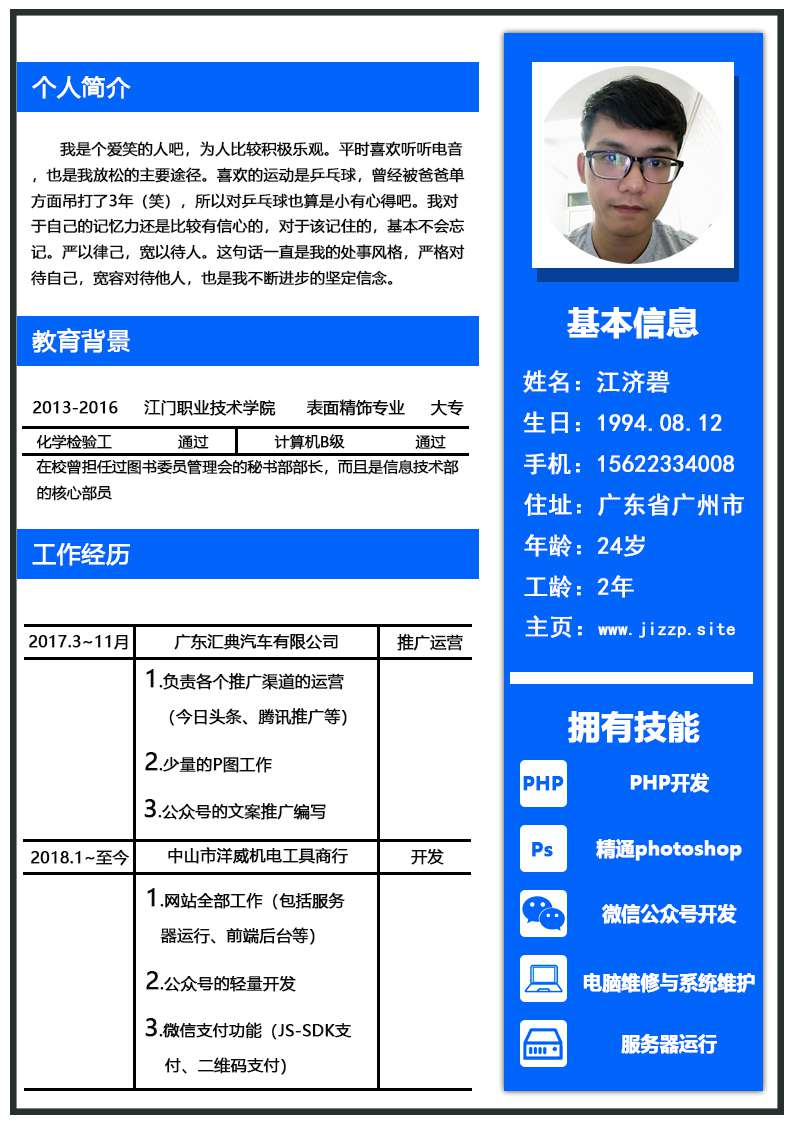 个人简介
我是个爱笑的人吧，为人比较积极乐观。平时喜欢听听电音
，也是我放松的主要途径。喜欢的运动是乒乓球，曾经被爸爸单
方面吊打了3年（笑），所以对乒乓球也算是小有心得吧。我对
于自己的记忆力还是比较有信心的，对于该记住的，基本不会忘
记。严以律己，宽以待人。这句话一直是我的处事风格，严格对
待自己，宽容对待他人，也是我不断进步的坚定信念。
教育背景
2013-2016 江门职业技术学院 表面精饰专业 大专
化学检验工 通过 计算机B级 通过
在校曾担任过图书委员管理会的秘书部部长，而且是信息技术部
的核心部员
工作经历
2017.3~11月 广东汇典汽车有限公司 推广运营
1.负责各个推广渠道的运营
（今日头条、腾讯推广等）
2.少量的P图工作
3.公众号的文案推广编写
2018.1~至今 中山市洋威机电工具商行 开发
1.网站全部工作（包括服务
器运行、前端后台等）
2.公众号的轻量开发
3.微信支付功能（JS-SDK支
付、二维码支付）
基本信息
姓名：江济碧
生日：1994.08.12
手机：15622334008
住址：广东省广州市
年龄：24岁
工龄：2年
主页：www.jizzp.site
拥有技能
PHP PHP开发
Ps 精通photoshop
微信公众号开发
电脑维修与系统维护
服务器运行